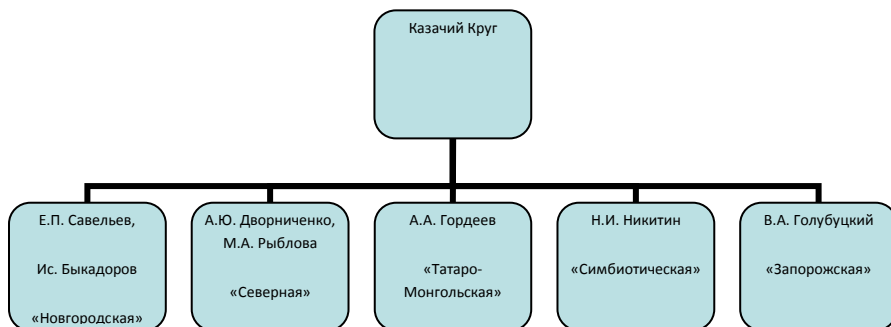 Казачий Круг
Е.П. Савельев,
Ис. Быкадоров
«Новгородская»
А.Ю. Дворниченко,
М.А. Рыблова
«Северная»
А.А. Гордеев
«Татаро-
Монгольская»
Н.И. Никитин
«Симбиотическая»
В.А. Голубуцкий
«Запорожская»